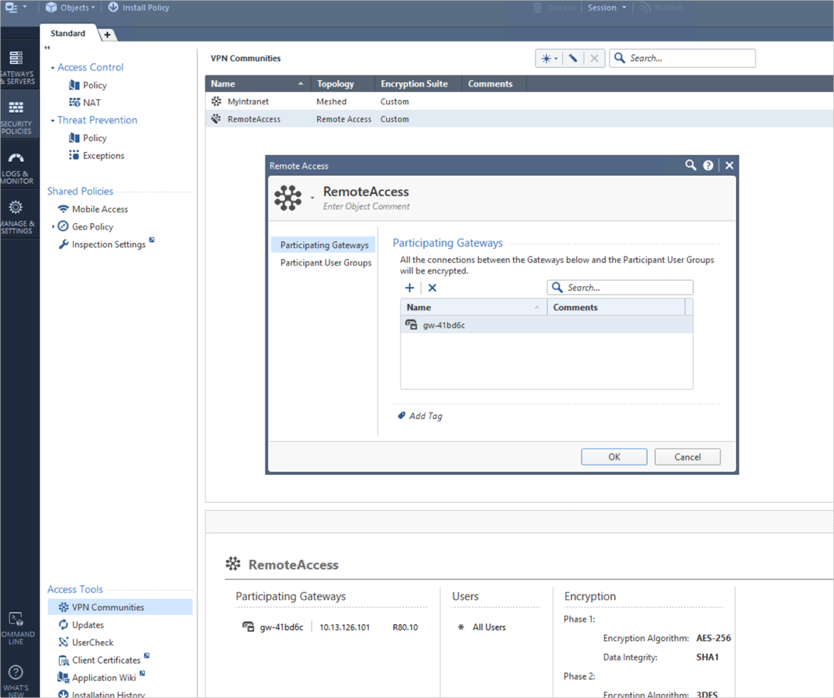 Objects
Install Policy
Discard
Session
Publish
Standard
+
GATEWAYS
& SERVERS
SECURITY
POLICIES
LOGS &
MONITOR
MANAGE &
SETTINGS
COMMAND
LINE
WHAT'S
NEW
Access Control
Policy
NAT
Threat Prevention
Policy
Exceptions
Shared Policies
Mobile Access
Geo Policy
Inspection Settings
Access Tools
VPN Communities
Updates
UserCheck
Client Certificates
Application Wiki
Installation History
VPN Communities
Search...
Name Topology Encryption Suite Comments
MyIntranet Meshed Custom
RemoteAccess Remote Access Custom
Remote Access
RemoteAccess
Enter Object Comment
Participating Gateways
Participant User Groups
Participating Gateways
All the connections between the Gateways below and the Participant User Groups
will be encrypted.
Search...
Name Comments
gw-41bd6c
Add Tag
OK Cancel
RemoteAccess
Participating Gateways
gw-41bd6c 10.13.126.101 R80.10
Users
All Users
Encryption
Phase 1:
Encryption Algorithm: AES-256
Data Integrity: SHA1
Phase 2:
Encryption Algorithm: 3DES